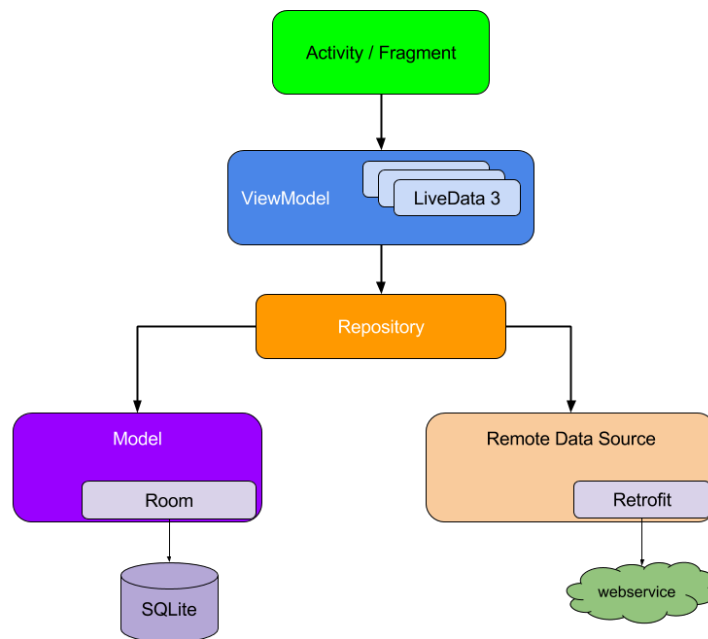 Activity / Fragment
ViewModel
LiveData 3
Repository
Model
Room
SQLite
Remote Data Source
Retrofit
webservice